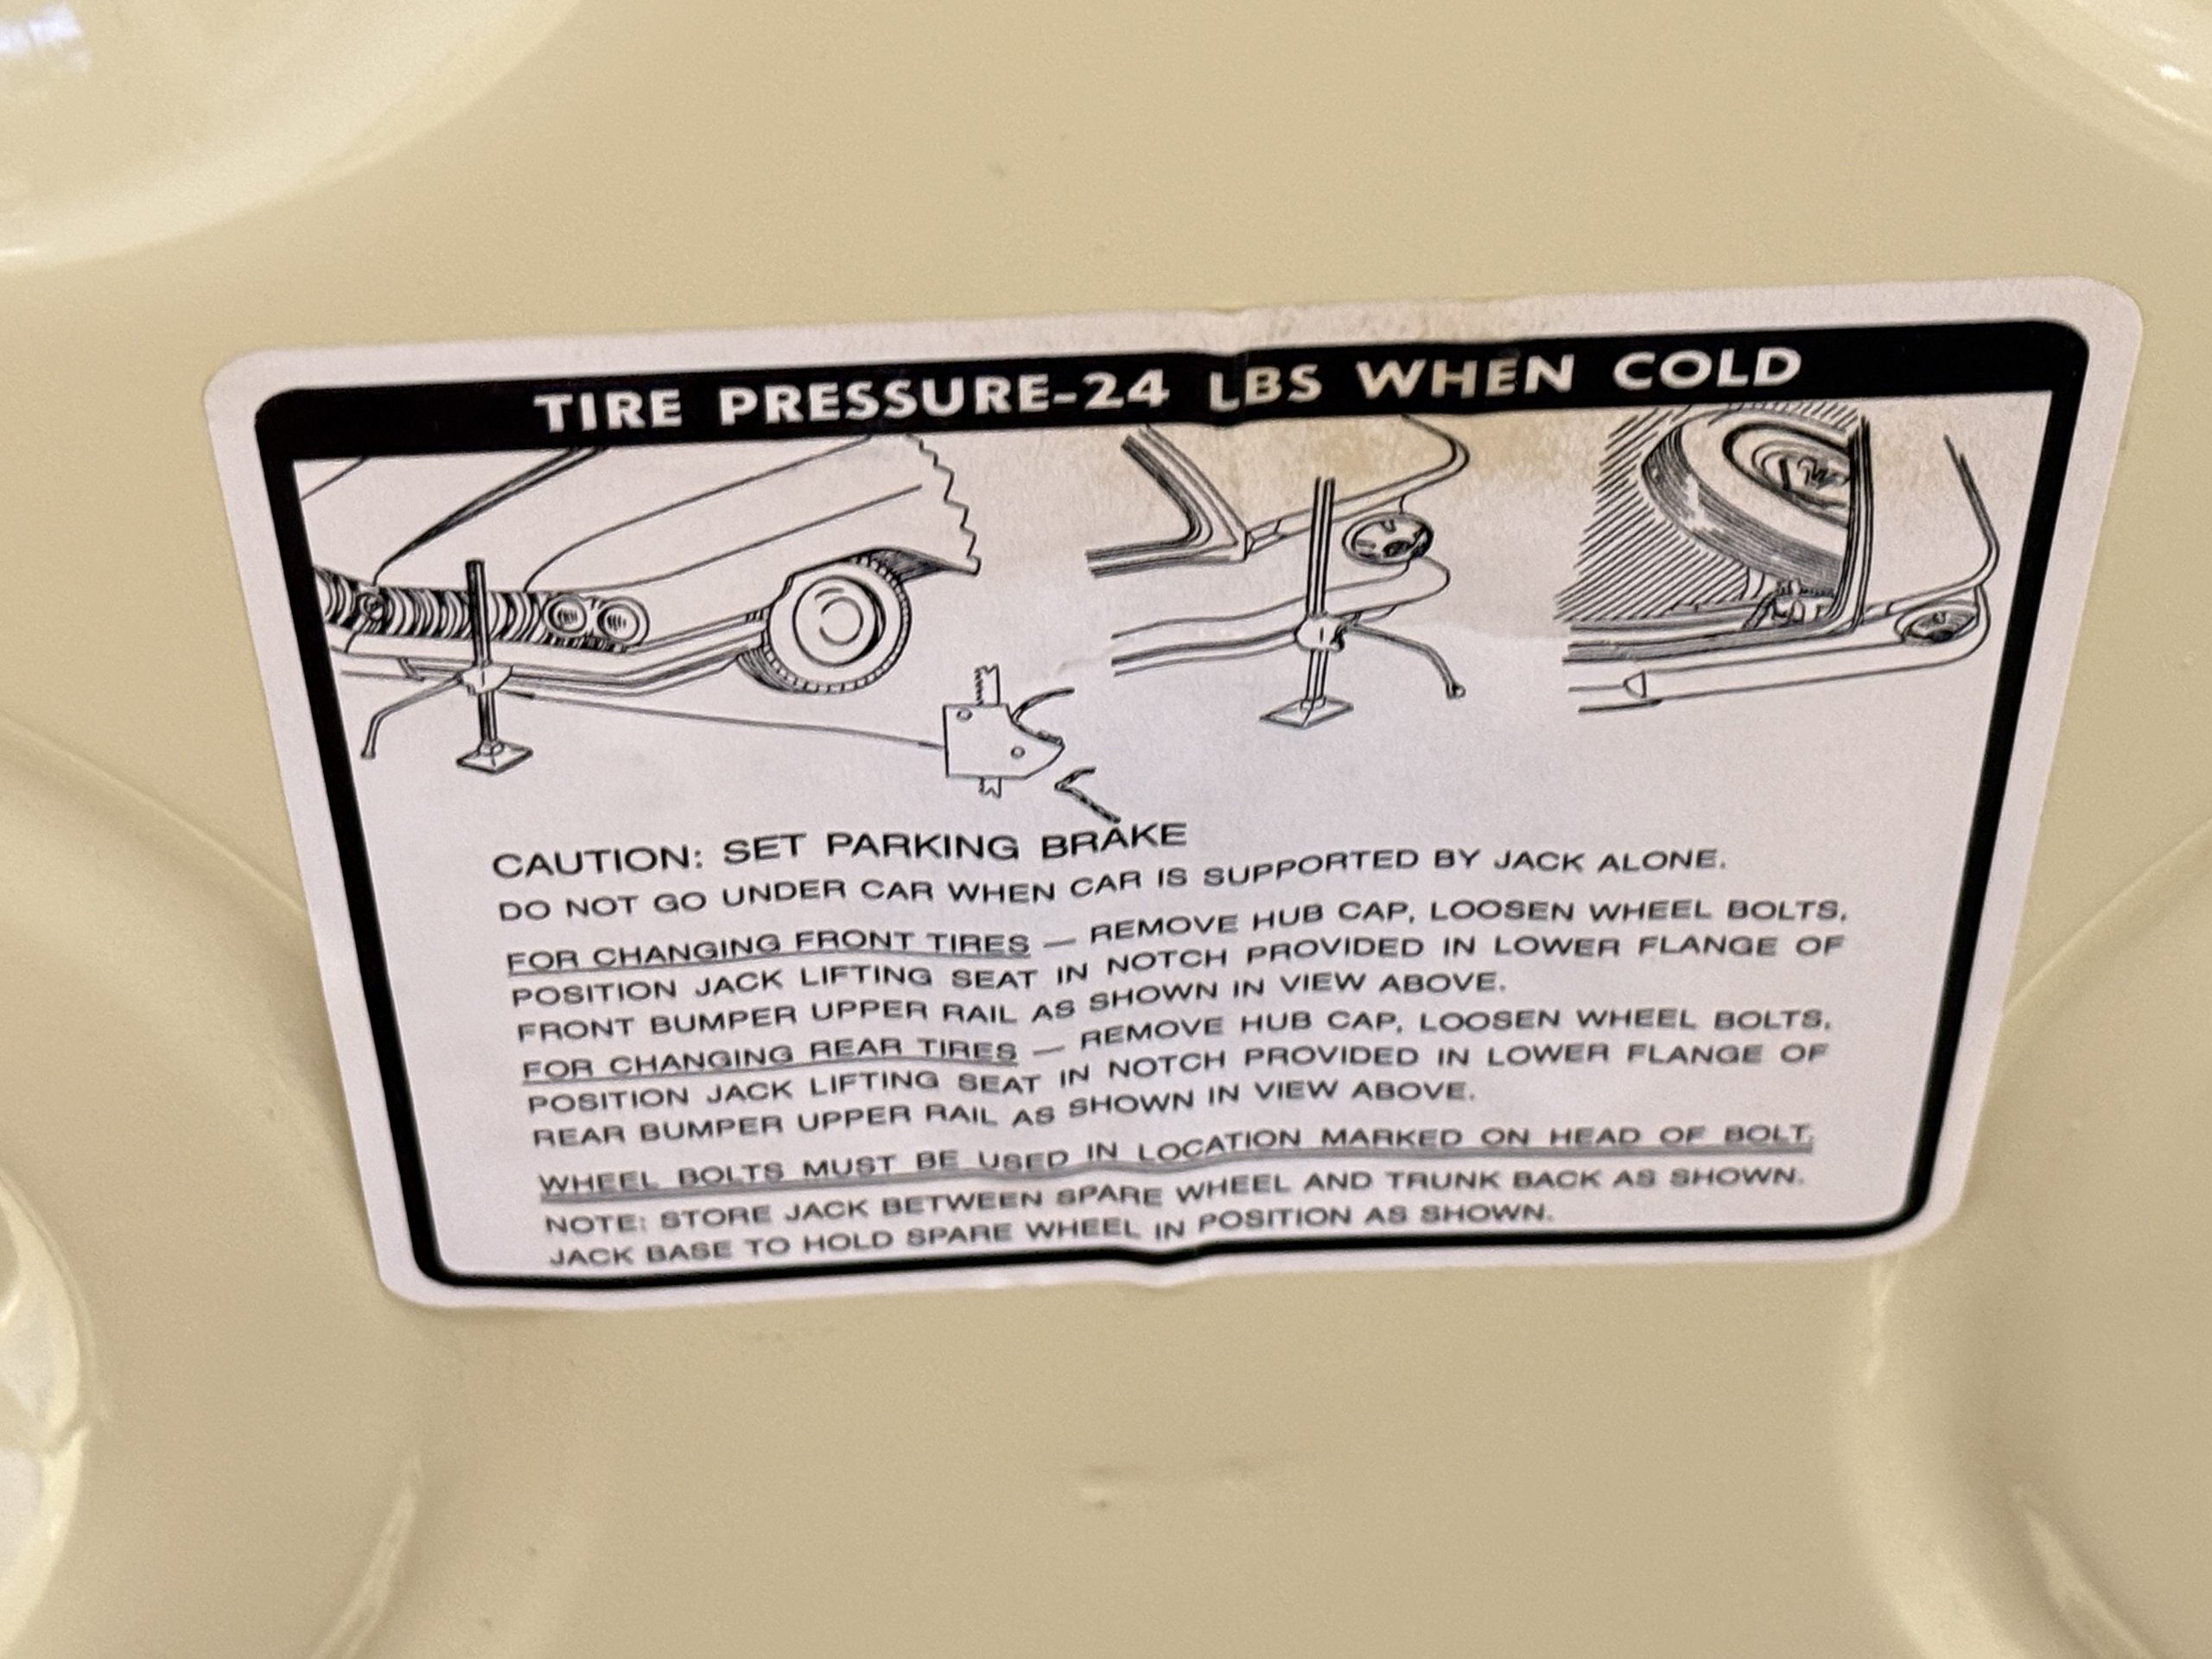 TIRE PRESSURE-24 LBS WHEN COLD
CAUTION: SET PARKING BRAKE
DO NOT GO UNDER CAR WHEN CAR IS SUPPORTED BY JACK ALONE.
FOR CHANGING FRONT TIRES — REMOVE HUB CAP, LOOSEN WHEEL BOLTS,
POSITION JACK LIFTING SEAT IN NOTCH PROVIDED IN LOWER FLANGE OF
FRONT BUMPER UPPER RAIL AS SHOWN IN VIEW ABOVE.
FOR CHANGING REAR TIRES — REMOVE HUB CAP, LOOSEN WHEEL BOLTS,
POSITION JACK LIFTING SEAT IN NOTCH PROVIDED IN LOWER FLANGE OF
REAR BUMPER UPPER RAIL AS SHOWN IN VIEW ABOVE.
WHEEL BOLTS MUST BE USED IN LOCATION MARKED ON HEAD OF BOLT.
NOTE: STORE JACK BETWEEN SPARE WHEEL AND TRUNK BACK AS SHOWN.
JACK BASE TO HOLD SPARE WHEEL IN POSITION AS SHOWN.